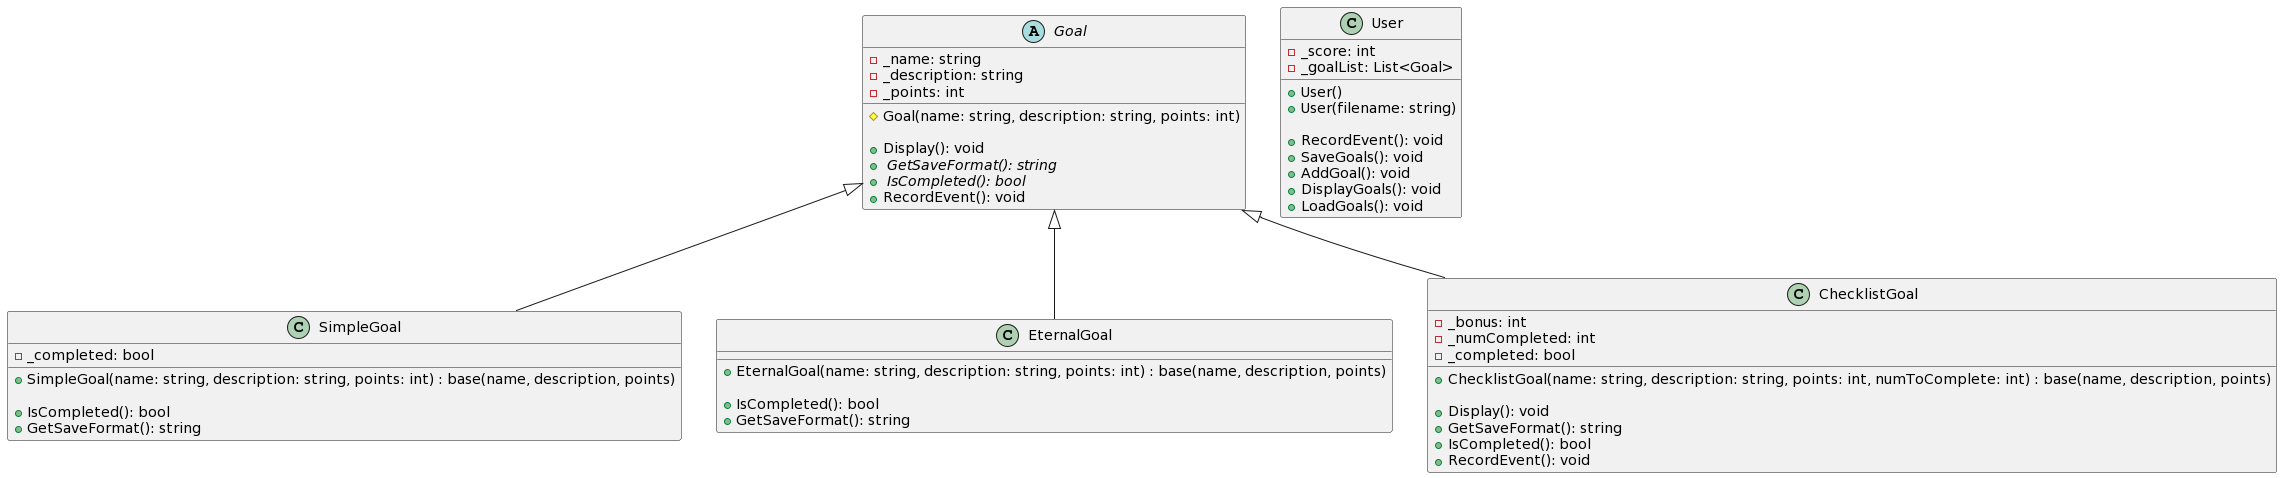 A Goal
_name: string
_description: string
_points: int
Goal(name: string, description: string, points: int)
Display(): void
GetSaveFormat(): string
IsCompleted(): bool
RecordEvent(): void
C User
_score: int
_goalList: List<Goal>
User()
User(filename: string)
RecordEvent(): void
SaveGoals(): void
AddGoal(): void
DisplayGoals(): void
LoadGoals(): void
C SimpleGoal
_completed: bool
SimpleGoal(name: string, description: string, points: int) : base(name, description, points)
IsCompleted(): bool
GetSaveFormat(): string
C EternalGoal
EternalGoal(name: string, description: string, points: int) : base(name, description, points)
IsCompleted(): bool
GetSaveFormat(): string
C ChecklistGoal
_bonus: int
_numCompleted: int
_completed: bool
ChecklistGoal(name: string, description: string, points: int, numToComplete: int) : base(name, description, points)
Display(): void
GetSaveFormat(): string
IsCompleted(): bool
RecordEvent(): void